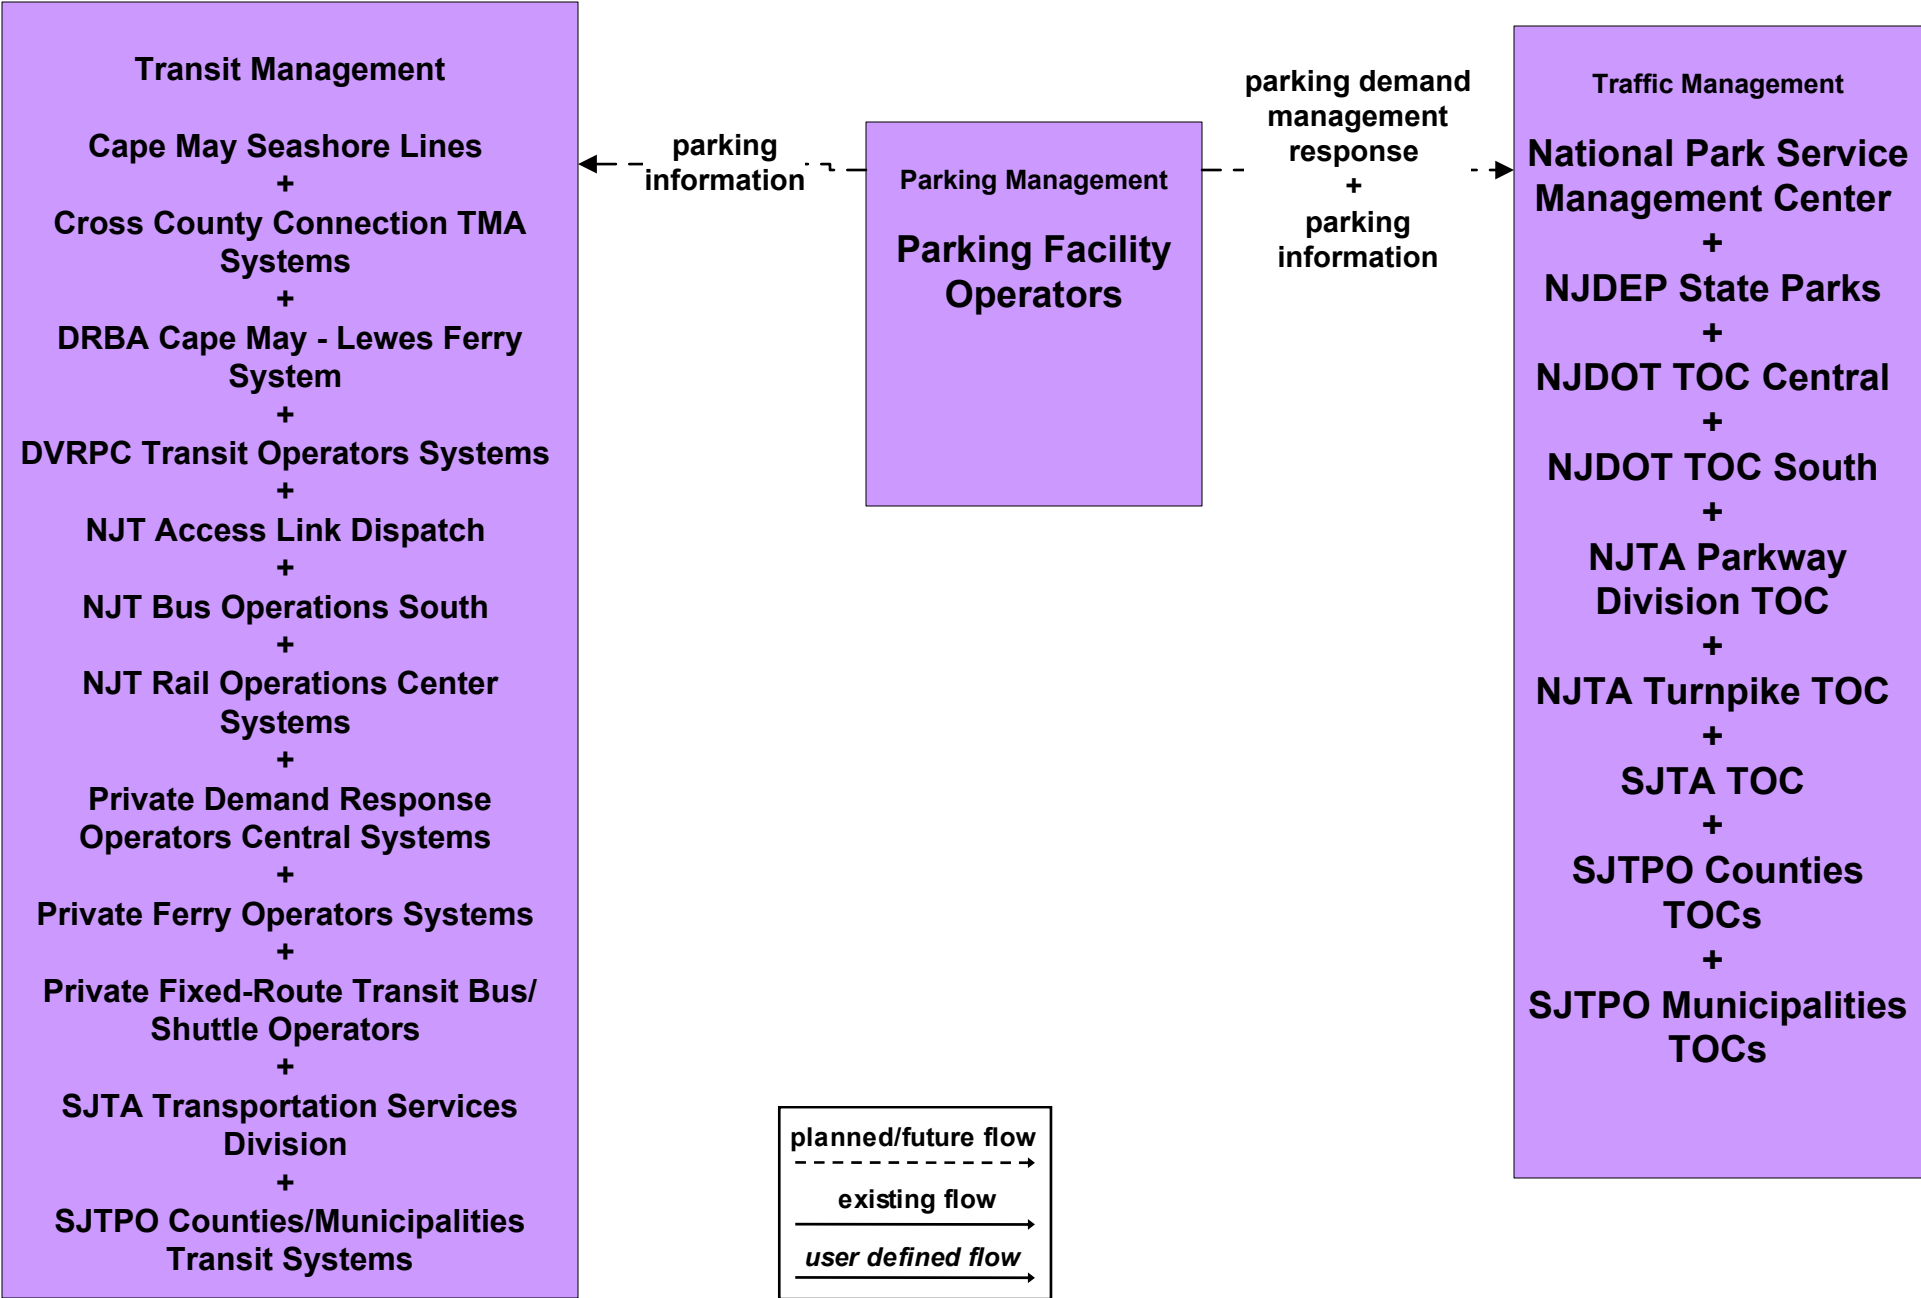 Transit Management
Cape May Seashore Lines
+
Cross County Connection TMA
Systems
+
DRBA Cape May - Lewes Ferry
System
+
DVRPC Transit Operators Systems
+
NJT Access Link Dispatch
+
NJT Bus Operations South
+
NJT Rail Operations Center
Systems
+
Private Demand Response
Operators Central Systems
+
Private Ferry Operators Systems
+
Private Fixed-Route Transit Bus/
Shuttle Operators
+
SJTA Transportation Services
Division
+
SJTPO Counties/Municipalities
Transit Systems
parking
information
Parking Management
Parking Facility
Operators
parking demand
management
response
+
parking
information
Traffic Management
National Park Service
Management Center
+
NJDEP State Parks
+
NJDOT TOC Central
+
NJDOT TOC South
+
NJTA Parkway
Division TOC
+
NJTA Turnpike TOC
+
SJTA TOC
+
SJTPO Counties
TOCs
+
SJTPO Municipalities
TOCs
planned/future flow
existing flow
user defined flow